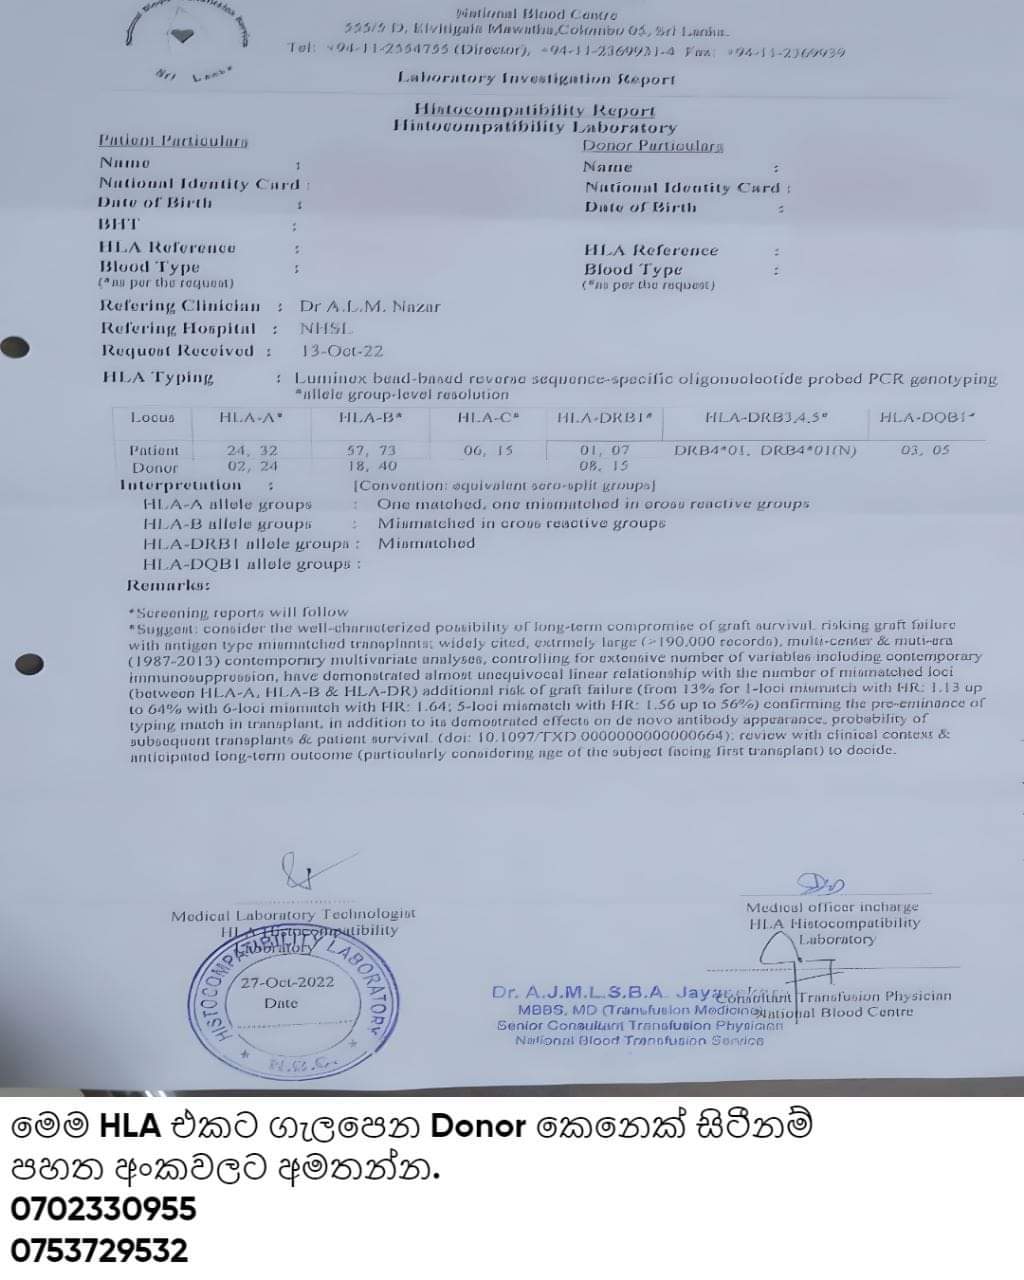 National Blood Centre
555/5 D, Elvitigala Mawatha,Colombo 05, Sri Lanka.
Tel: +94-11-2554755 (Director), +94-11-2369931-4 Fax: +94-11-2369939
Sri Lanka
Laboratory Investigation Report
Histocompatibility Report
Histocompatibility Laboratory
Patient Particulars Donor Particulars
Name : Name :
National Identity Card : National Identity Card :
Date of Birth : Date of Birth :
BHT :
HLA Reference : HLA Reference :
Blood Type : Blood Type :
(*as per the request) (*as per the request)
Refering Clinician : Dr A.L.M. Nazar
Refering Hospital : NHSL
Request Received : 13-Oct-22
HLA Typing : Luminex bead-based reverse sequence-specific oligonucleotide probed PCR genotyping
*allele group-level resolution
Locus HLA-A* HLA-B* HLA-C* HLA-DRB1* HLA-DRB3,4,5* HLA-DQB1*
Patient 24, 32 57, 73 06, 15 01, 07 DRB4*01, DRB4*01(N) 03, 05
Donor 02, 24 18, 40 08, 15
Interpretation : [Convention: equivalent sero-split groups]
HLA-A allele groups : One matched, one mismatched in cross reactive groups
HLA-B allele groups : Mismatched in cross reactive groups
HLA-DRB1 allele groups : Mismatched
HLA-DQB1 allele groups :
Remarks:
*Screening reports will follow
*Suggest: consider the well-characterized possibility of long-term compromise of graft survival, risking graft failure
with antigen type mismatched transplants; widely cited, extrmely large (>190,000 records), multi-center & muti-era
(1987-2013) contemporary multivariate analyses, controlling for extensive number of variables including contemporary
immunosuppression, have demonstrated almost unequivocal linear relationship with the number of mismatched loci
(between HLA-A, HLA-B & HLA-DR) additional risk of graft failure (from 13% for 1-loci mismatch with HR: 1.13 up
to 64% with 6-loci mismatch with HR: 1.64; 5-loci mismatch with HR: 1.56 up to 56%) confirming the pre-eminance of
typing match in transplant, in addition to its demostrated effects on de novo antibody appearance, probability of
subsequent transplants & patient survival. (doi: 10.1097/TXD 0000000000000664); review with clinical context &
anticipated long-term outcome (particularly considering age of the subject facing first transplant) to decide.
Medical Laboratory Technologist
HLA Histocompatibility
Laboratory
HISTOCOMPATIBILITY LABORATORY
27-Oct-2022
Date
Medical officer incharge
HLA Histocompatibility
Laboratory
Dr. A.J.M.L.S.B.A.
Consultant Transfusion Physician
MBBS, MD (Transfusion Medicine)
National Blood Centre
Senior Consultant Transfusion Physician
National Blood Transfusion Service
මෙම HLA එකට ගැලපෙන Donor කෙනෙක් සිටීනම්
පහත අංකවලට අමතන්න.
0702330955
0753729532